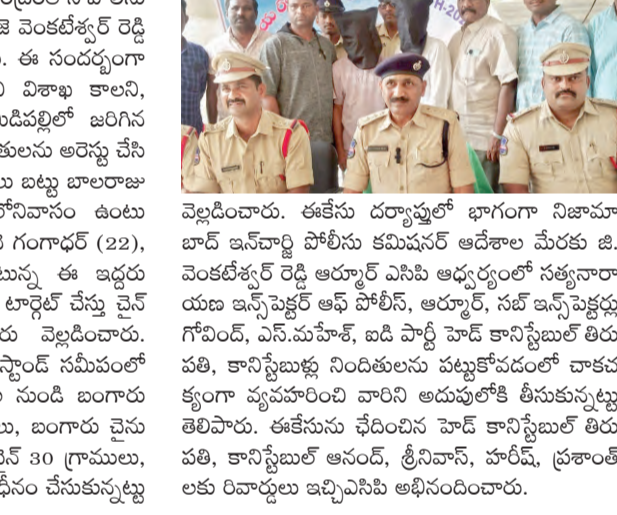 జె వెంకటేశ్వర్ రెడ్డి
. ఈ సందర్భంగా
విశాఖ కాలని,
జరిగిన
అరెస్టు చేసి
బట్టు బాలరాజు
ఉంటు
గంగాధర్ (22),
ఈ ఇద్దరు
టార్గెట్ చేస్తు చైన్
వెల్లడించారు.
సమీపంలో
నుండి బంగారు
లు, బంగారు చైను
30 గ్రాములు,
చేసుకున్నట్టు
వెల్లడించారు. ఈకేసు దర్యాప్తులో భాగంగా నిజామా
బాద్ ఇన్‌చార్జి పోలీసు కమిషనర్ ఆదేశాల మేరకు జి.
వెంకటేశ్వర్ రెడ్డి ఆర్మూర్ ఎసిపి ఆధ్వర్యంలో సత్యనారా
యణ ఇన్స్‌పెక్టర్ ఆఫ్ పోలీస్, ఆర్మూర్, సబ్ ఇన్స్‌పెక్టర్లు
గోవింద్, ఎస్.మహేశ్, ఐడి పార్టీ హెడ్ కానిస్టేబుల్ తిరు
పతి, కానిస్టేబుళ్లు నిందితులను పట్టుకోవడంలో చాకచ
క్యంగా వ్యవహరించి వారిని అదుపులోకి తీసుకున్నట్టు
తెలిపారు. ఈకేసును ఛేదించిన హెడ్ కానిస్టేబుల్ తిరు
పతి, కానిస్టేబుల్ ఆనంద్, శ్రీనివాస్, హరీష్, ప్రశాంత్
లకు రివార్డులు ఇచ్చిఎసిపి అభినందించారు.